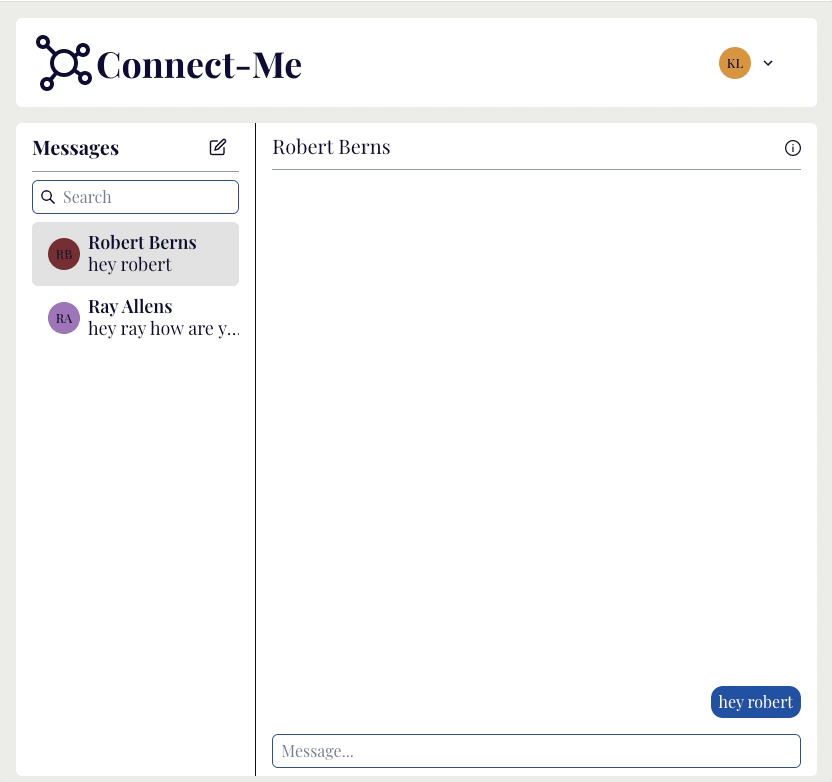 Connect-Me
KL
Messages
Search
RB
Robert Berns
hey robert
RA
Ray Allens
hey ray how are y...
Robert Berns
hey robert
Message...